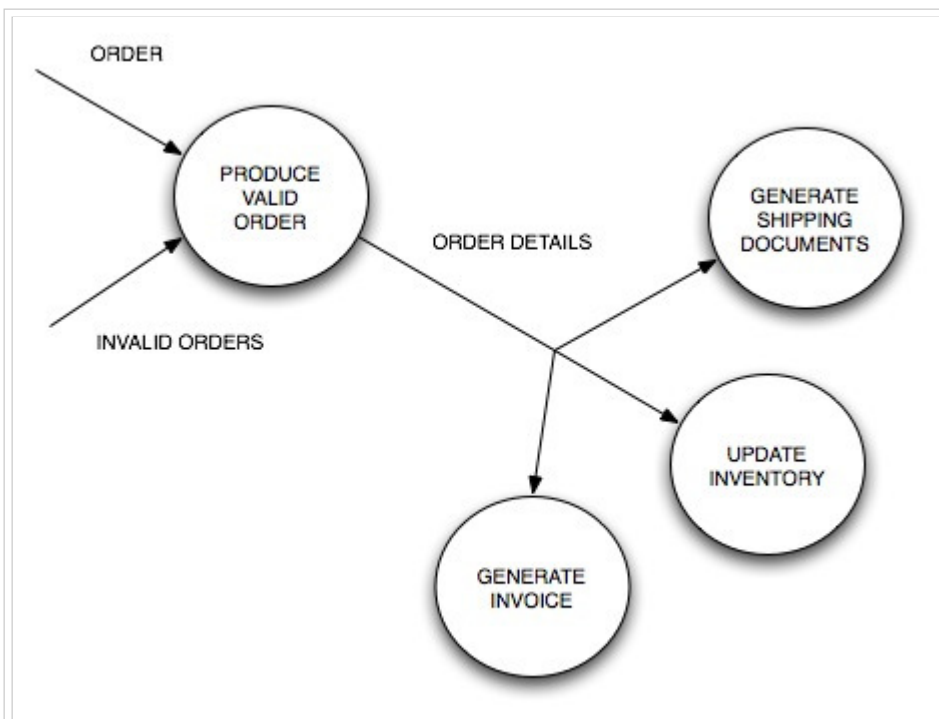 ORDER
PRODUCE
VALID
ORDER
INVALID ORDERS
ORDER DETAILS
GENERATE
SHIPPING
DOCUMENTS
UPDATE
INVENTORY
GENERATE
INVOICE